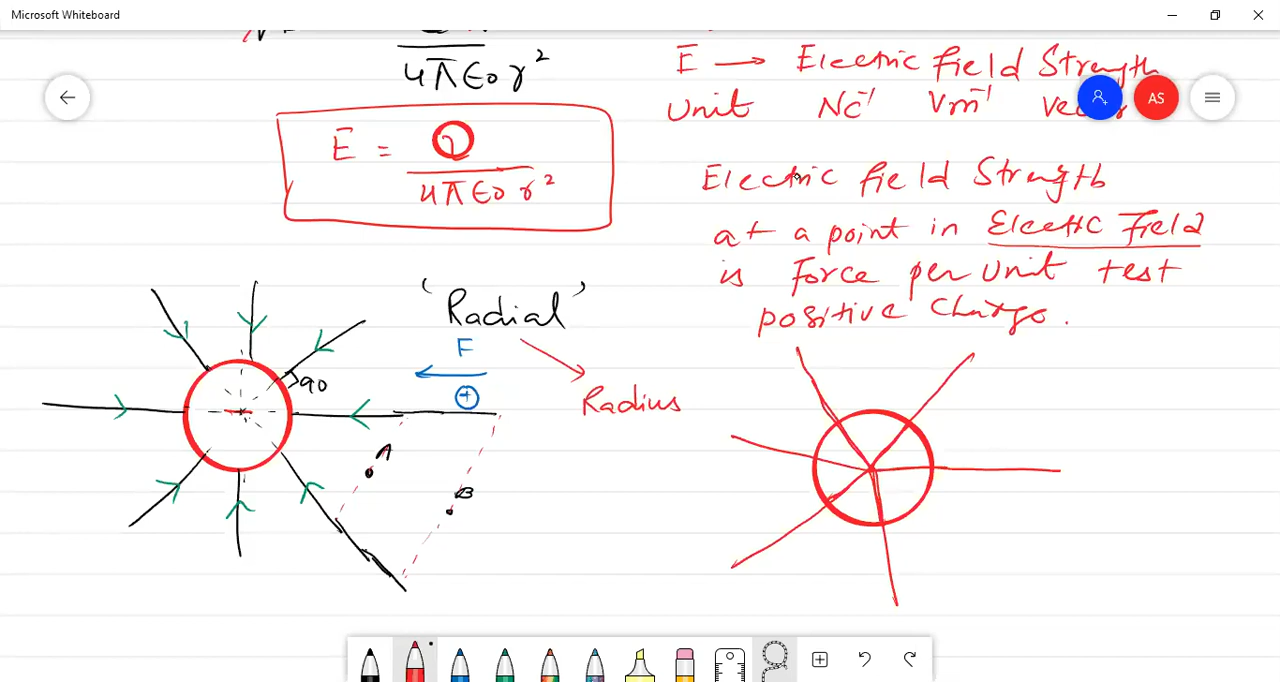 Microsoft Whiteboard
4πϵ0r²
E → Electric Field Strength
Unit NC⁻¹ Vm⁻¹
AS
E = Q / 4πϵ0r²
Electric field Strength
at a point in Electric Field
is Force per Unit test
positive Charge.
'Radial'
F
+
90
Radius
A
B